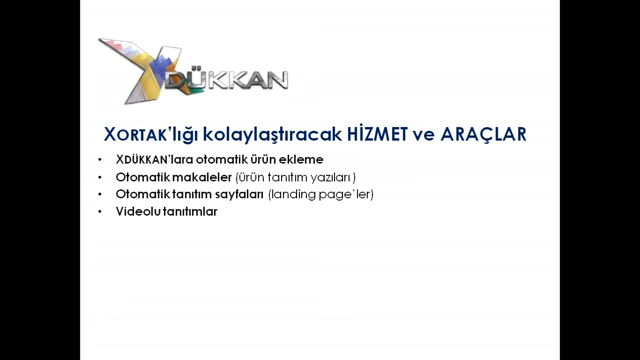 XDÜKKAN
XORTAK'lığı kolaylaştıracak HİZMET ve ARAÇLAR
• XDÜKKAN'lara otomatik ürün ekleme
• Otomatik makaleler (ürün tanıtım yazıları )
• Otomatik tanıtım sayfaları (landing page'ler)
• Videolu tanıtımlar